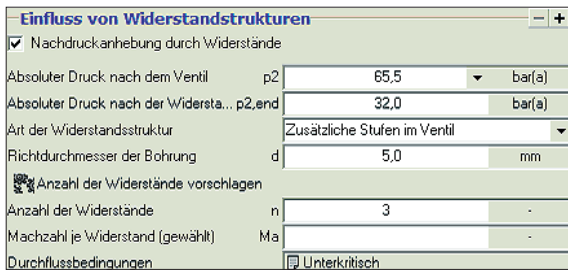 Einfluss von Widerstandstrukturen
Nachdruckanhebung durch Widerstände
Absoluter Druck nach dem Ventil p2 65,5 bar(a)
Absoluter Druck nach der Widersta... p2,end 32,0 bar(a)
Art der Widerstandsstruktur Zusätzliche Stufen im Ventil
Richtdurchmesser der Bohrung d 5,0 mm
Anzahl der Widerstände vorschlagen
Anzahl der Widerstände n 3 -
Machzahl je Widerstand (gewählt) Ma -
Durchflussbedingungen Unterkritisch